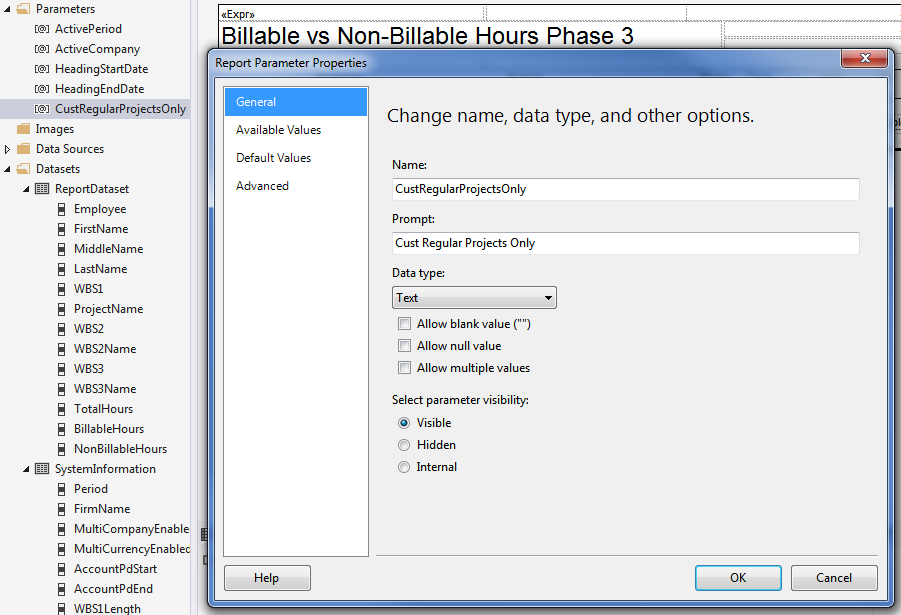 Parameters
ActivePeriod
ActiveCompany
HeadingStartDate
HeadingEndDate
CustRegularProjectsOnly
Images
Data Sources
Datasets
ReportDataset
Employee
FirstName
MiddleName
LastName
WBS1
ProjectName
WBS2
WBS2Name
WBS3
WBS3Name
TotalHours
BillableHours
NonBillableHours
SystemInformation
Period
FirmName
MultiCompanyEnable
MultiCurrencyEnabled
AccountPdStart
AccountPdEnd
WBS1Length
«Expr»
Billable vs Non-Billable Hours Phase 3
Report Parameter Properties
General
Available Values
Default Values
Advanced
Change name, data type, and other options.
Name:
CustRegularProjectsOnly
Prompt:
Cust Regular Projects Only
Data type:
Text
Allow blank value ("")
Allow null value
Allow multiple values
Select parameter visibility:
Visible
Hidden
Internal
Help
OK
Cancel